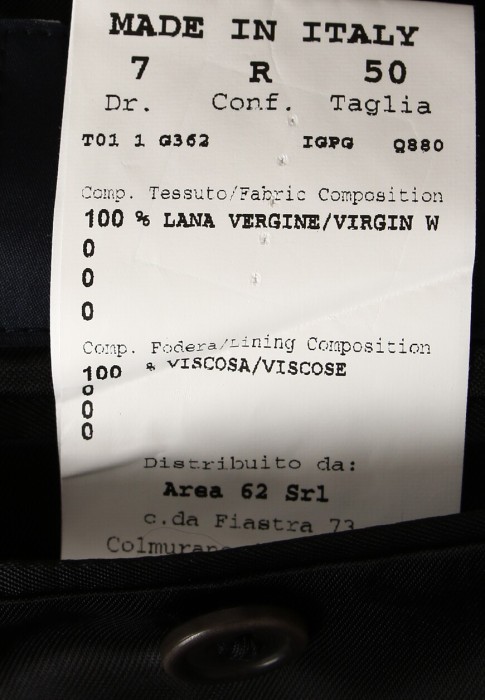 MADE IN ITALY
7 R 50
Dr. Conf. Taglia
T01 1 G362 IGPG Q880
Comp. Tessuto/Fabric Composition
100 % LANA VERGINE/VIRGIN W
0
0
0
Comp. Fodera/Lining Composition
100 % VISCOSA/VISCOSE
0
0
0
Distribuito da:
Area 62 Srl
c.da Fiastra 73